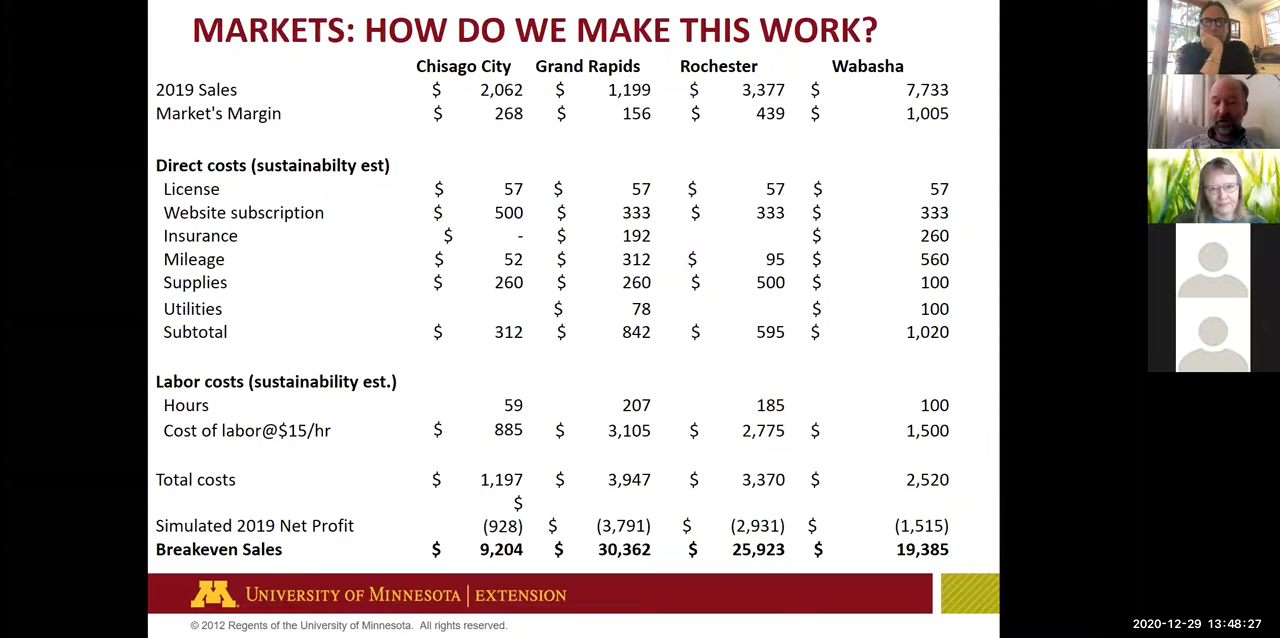 MARKETS: HOW DO WE MAKE THIS WORK?
Chisago City Grand Rapids Rochester Wabasha
2019 Sales $ 2,062 $ 1,199 $ 3,377 $ 7,733
Market's Margin $ 268 $ 156 $ 439 $ 1,005
Direct costs (sustainabilty est)
License $ 57 $ 57 $ 57 $ 57
Website subscription $ 500 $ 333 $ 333 $ 333
Insurance $ - $ 192 $ 260
Mileage $ 52 $ 312 $ 95 $ 560
Supplies $ 260 $ 260 $ 500 $ 100
Utilities $ 78 $ 100
Subtotal $ 312 $ 842 $ 595 $ 1,020
Labor costs (sustainability est.)
Hours 59 207 185 100
Cost of labor@$15/hr $ 885 $ 3,105 $ 2,775 $ 1,500
Total costs $ 1,197 $ 3,947 $ 3,370 $ 2,520
$
Simulated 2019 Net Profit (928) $ (3,791) $ (2,931) $ (1,515)
Breakeven Sales $ 9,204 $ 30,362 $ 25,923 $ 19,385
M UNIVERSITY OF MINNESOTA | EXTENSION
© 2012 Regents of the University of Minnesota. All rights reserved.
2020-12-29 13:48:27